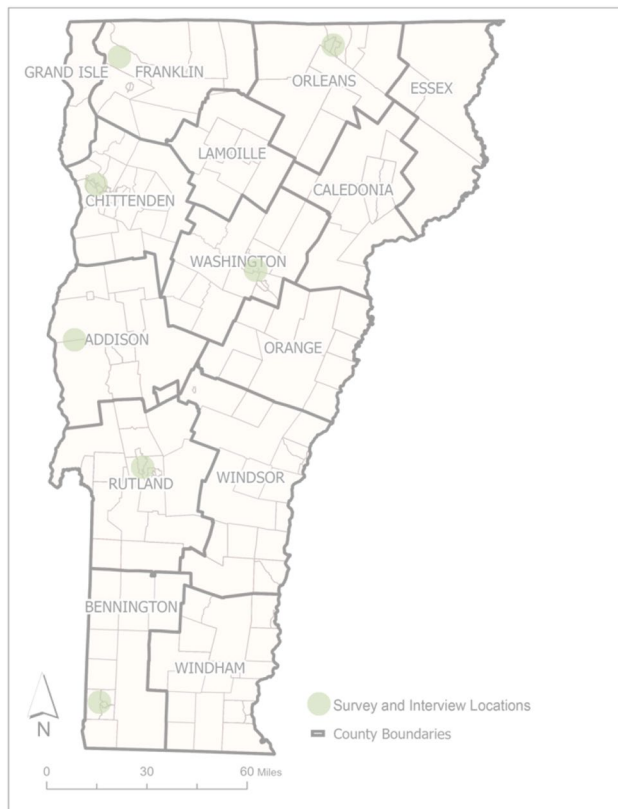 GRAND ISLE
FRANKLIN
ORLEANS
ESSEX
LAMOILLE
CHITTENDEN
CALEDONIA
WASHINGTON
ADDISON
ORANGE
RUTLAND
WINDSOR
BENNINGTON
WINDHAM
Survey and Interview Locations
County Boundaries
N
0 30 60 Miles